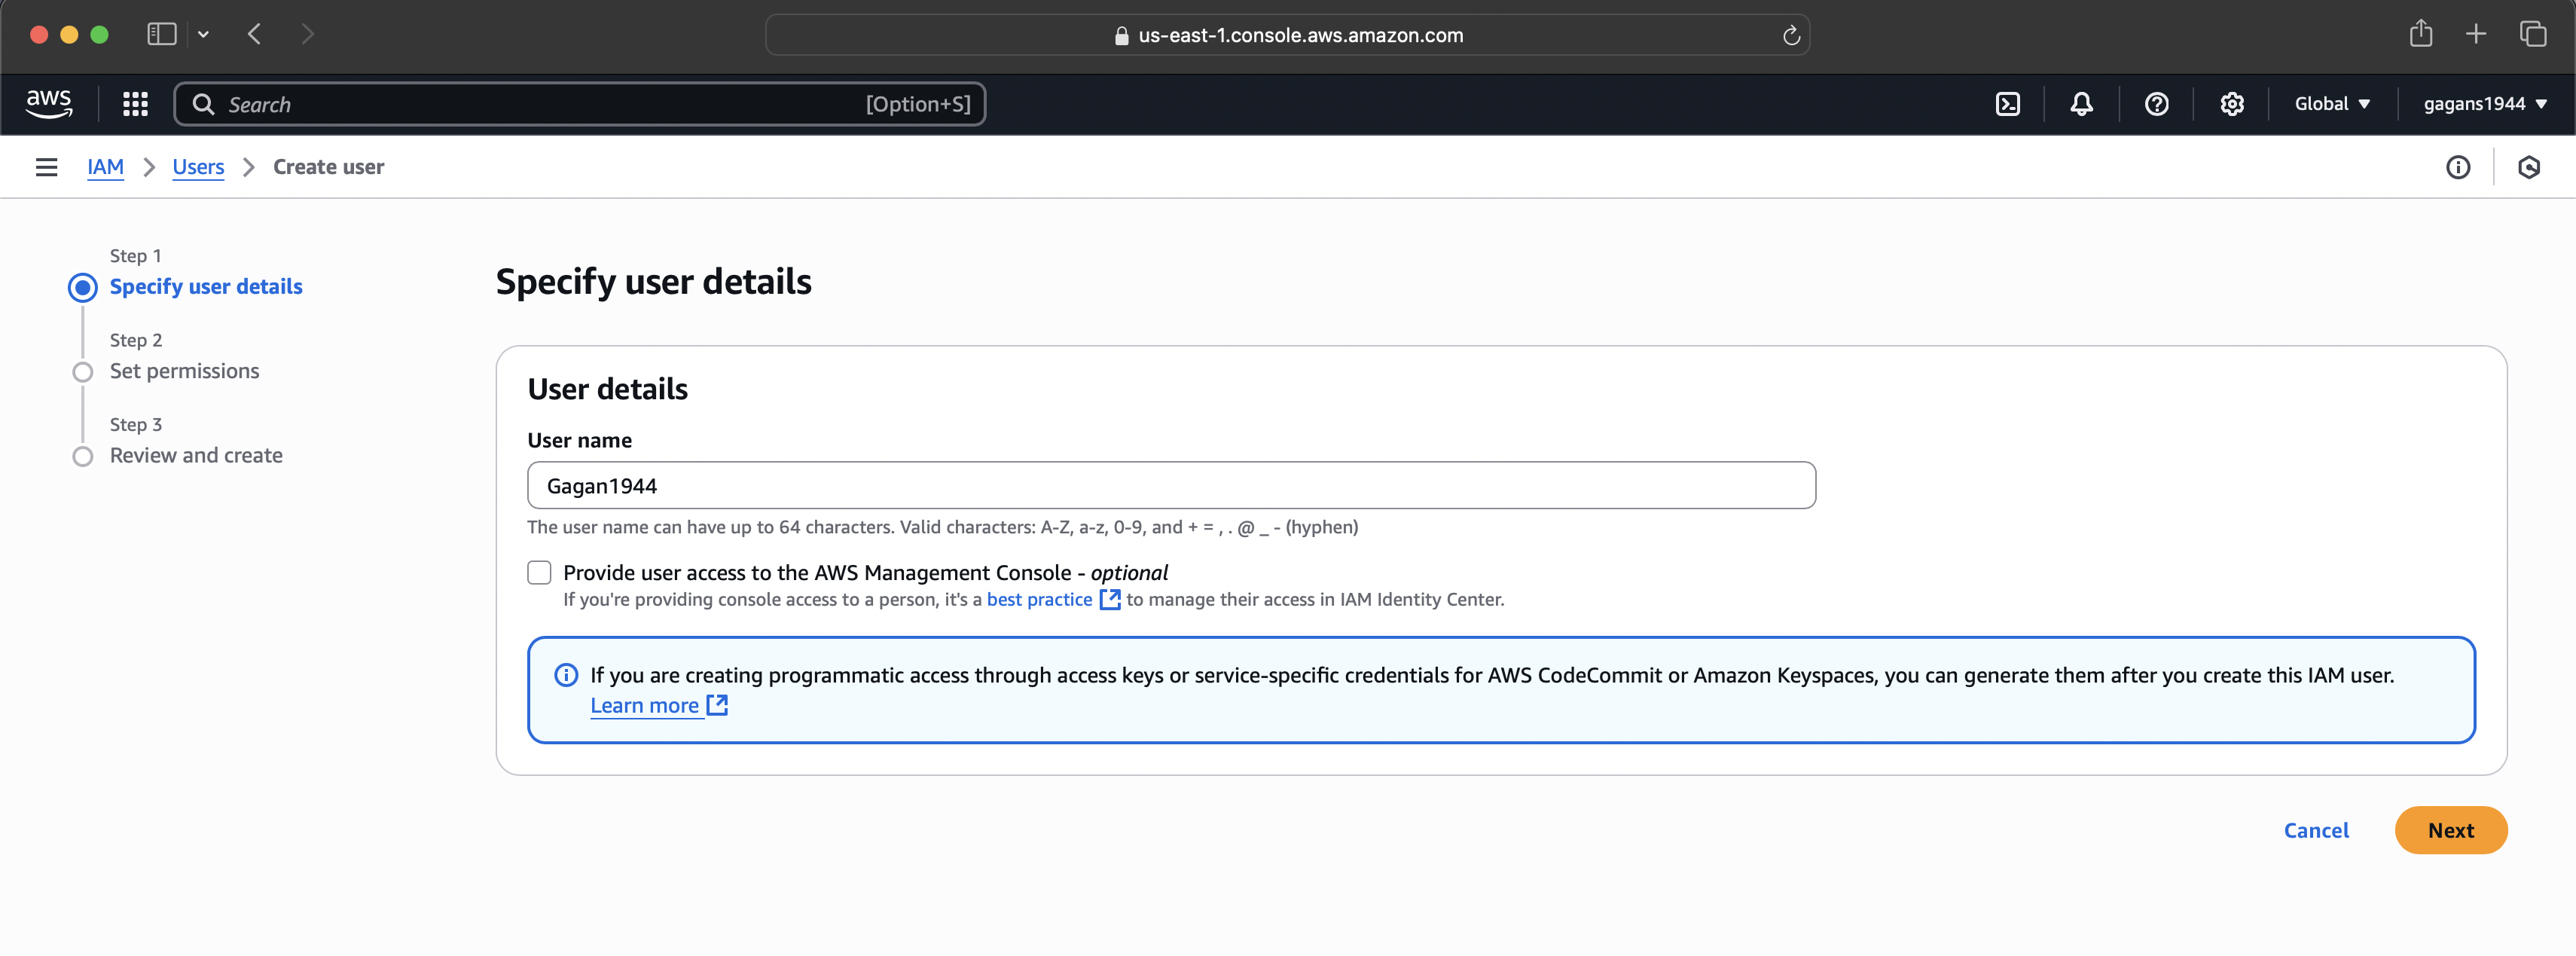 us-east-1.console.aws.amazon.com
aws
Search [Option+S]
Global
gagans1944
IAM
Users
Create user
Step 1
Specify user details
Step 2
Set permissions
Step 3
Review and create
Specify user details
User details
User name
Gagan1944
The user name can have up to 64 characters. Valid characters: A-Z, a-z, 0-9, and + = , . @ _ - (hyphen)
Provide user access to the AWS Management Console - optional
If you're providing console access to a person, it's a best practice to manage their access in IAM Identity Center.
If you are creating programmatic access through access keys or service-specific credentials for AWS CodeCommit or Amazon Keyspaces, you can generate them after you create this IAM user.
Learn more
Cancel
Next